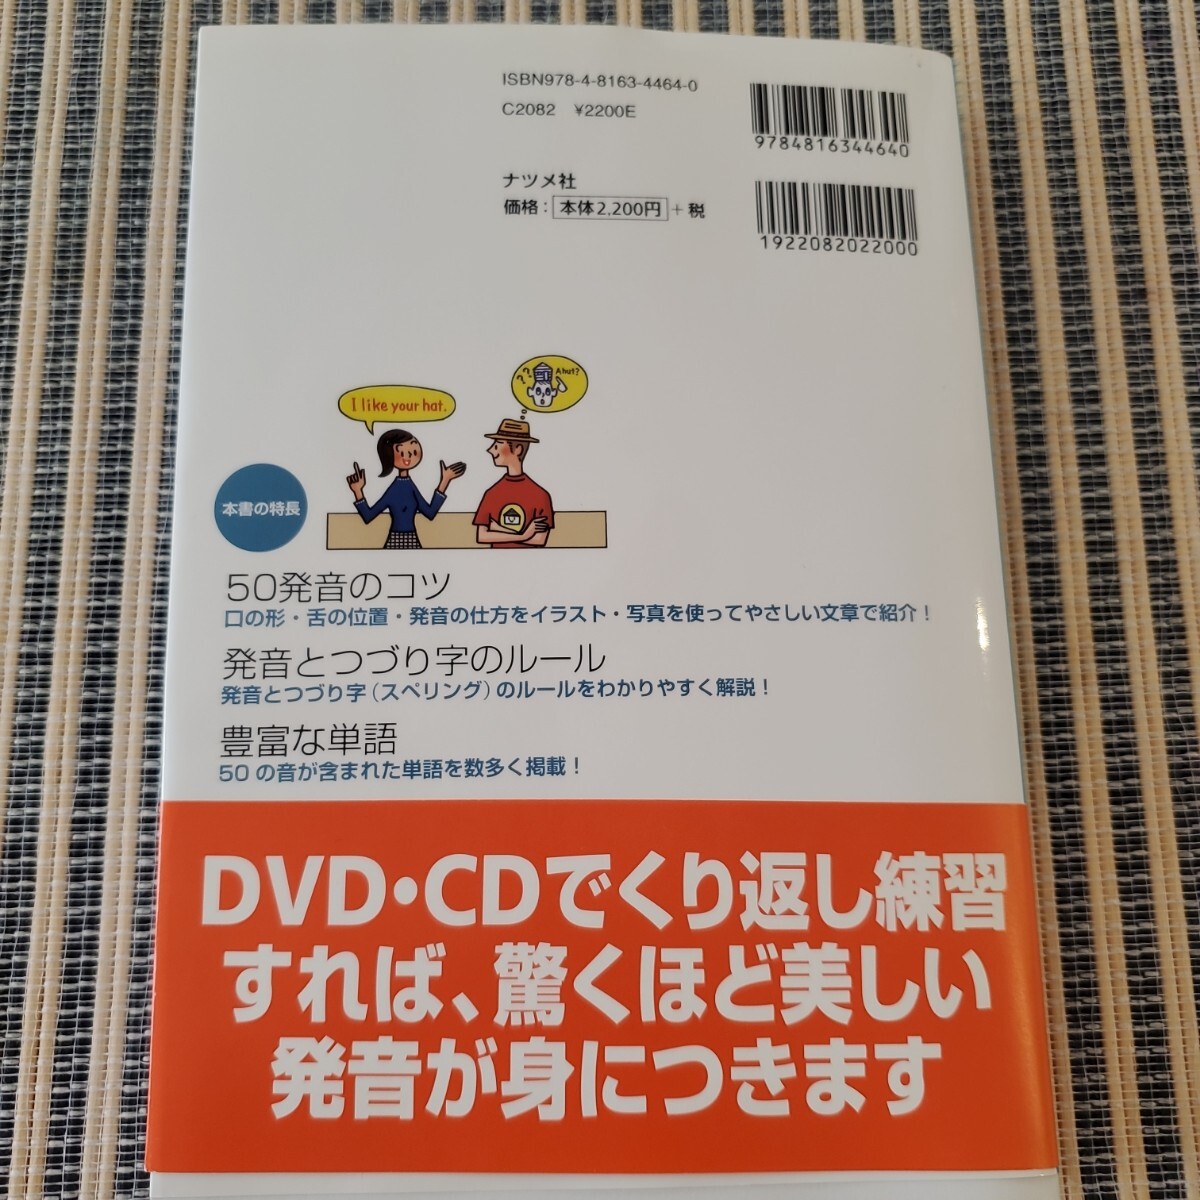 ISBN978-4-8163-4464-0
C2082 ¥2200E
9784816344640
ナツメ社
価格：本体2,200円＋税
1922082022000
A hut?
???
I like your hat.
本書の特長
50発音のコツ
口の形・舌の位置・発音の仕方をイラスト・写真を使ってやさしい文章で紹介！
発音とつづり字のルール
発音とつづり字（スペリング）のルールをわかりやすく解説！
豊富な単語
50の音が含まれた単語を数多く掲載！
DVD・CDでくり返し練習
すれば、驚くほど美しい
発音が身につきます